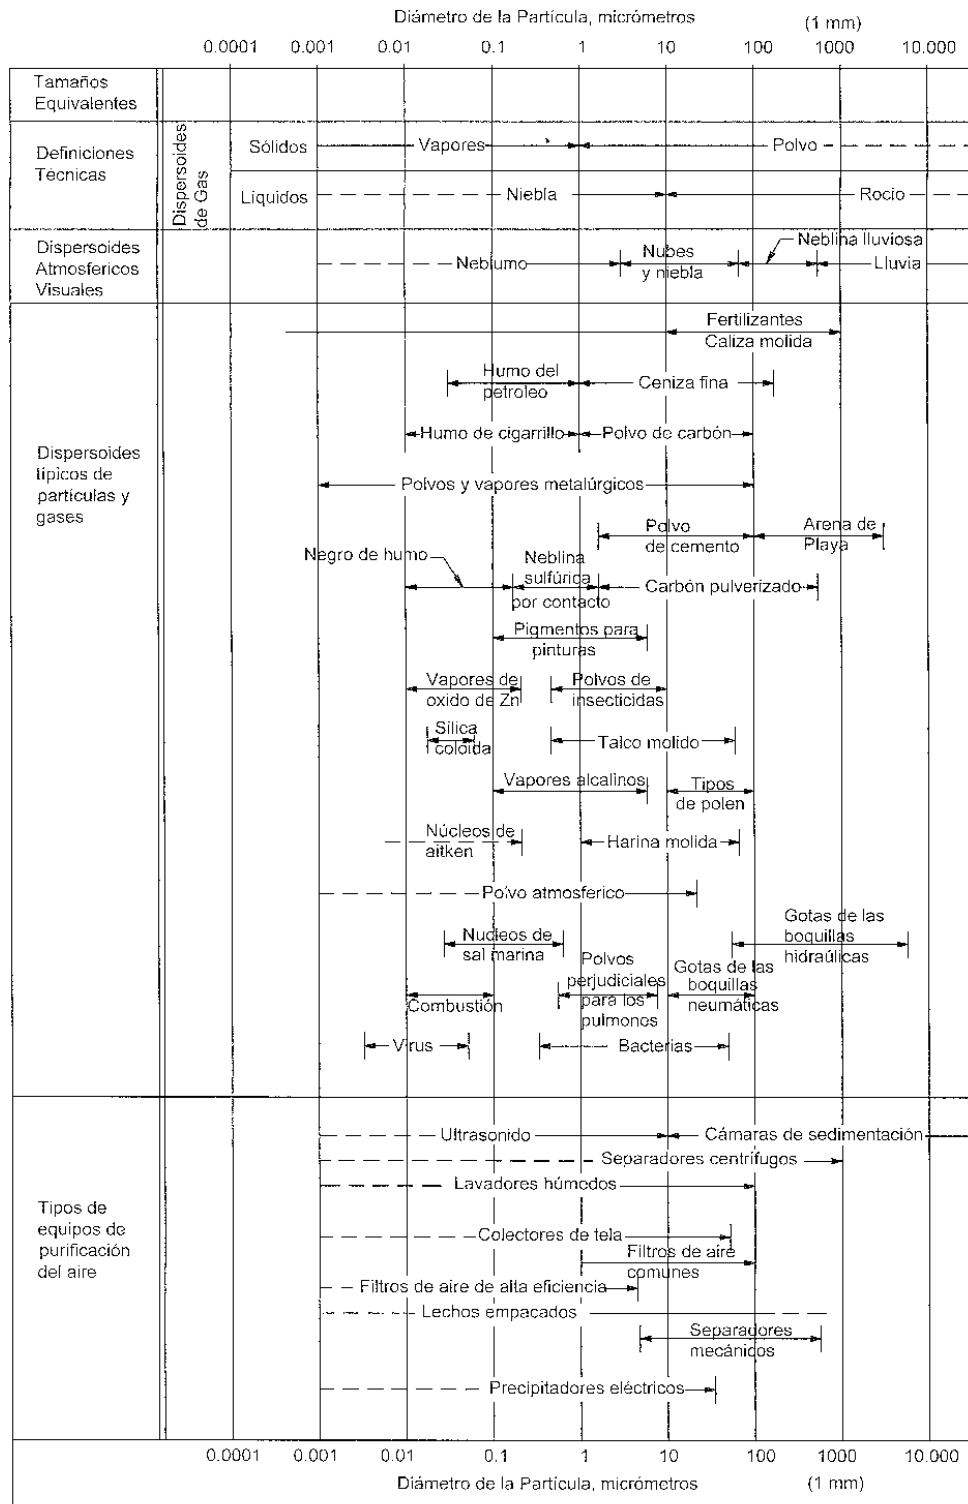 Diámetro de la Partícula, micrómetros
(1 mm)
0.0001 0.001 0.01 0.1 1 10 100 1000 10.000
Tamaños
Equivalentes
Definiciones
Técnicas
Dispersoides
de Gas
Sólidos
Vapores
Polvo
Líquidos
Niebla
Rocío
Dispersoides
Atmosfericos
Visuales
Neblumo
Nubes
y niebla
Neblina lluviosa
Lluvia
Dispersoides
típicos de
partículas y
gases
Fertilizantes
Caliza molida
Humo del
petroleo
Ceniza fina
Humo de cigarrillo
Polvo de carbón
Polvos y vapores metalúrgicos
Polvo
de cemento
Arena de
Playa
Negro de humo
Neblina
sulfúrica
por contacto
Carbón pulverizado
Pigmentos para
pinturas
Vapores de
oxido de Zn
Polvos de
insecticidas
Sílica
coloida
Talco molido
Vapores alcalinos
Tipos
de polen
Núcleos de
aitken
Harina molida
Polvo atmosferico
Nucleos de
sal marina
Gotas de las
boquillas
hidraúlicas
Combustión
Polvos
perjudiciales
para los
pulmonos
Gotas de las
boquillas
neumáticas
Virus
Bacterias
Tipos de
equipos de
purificación
del aire
Ultrasonido
Cámaras de sedimentación
Separadores centrífugos
Lavadores húmedos
Colectores de tela
Filtros de aire
comunes
Filtros de aire de alta eficiencia
Lechos empacados
Separadores
mecánicos
Precipitadores eléctricos
0.0001 0.001 0.01 0.1 1 10 100 1000 10.000
Diámetro de la Partícula, micrómetros
(1 mm)